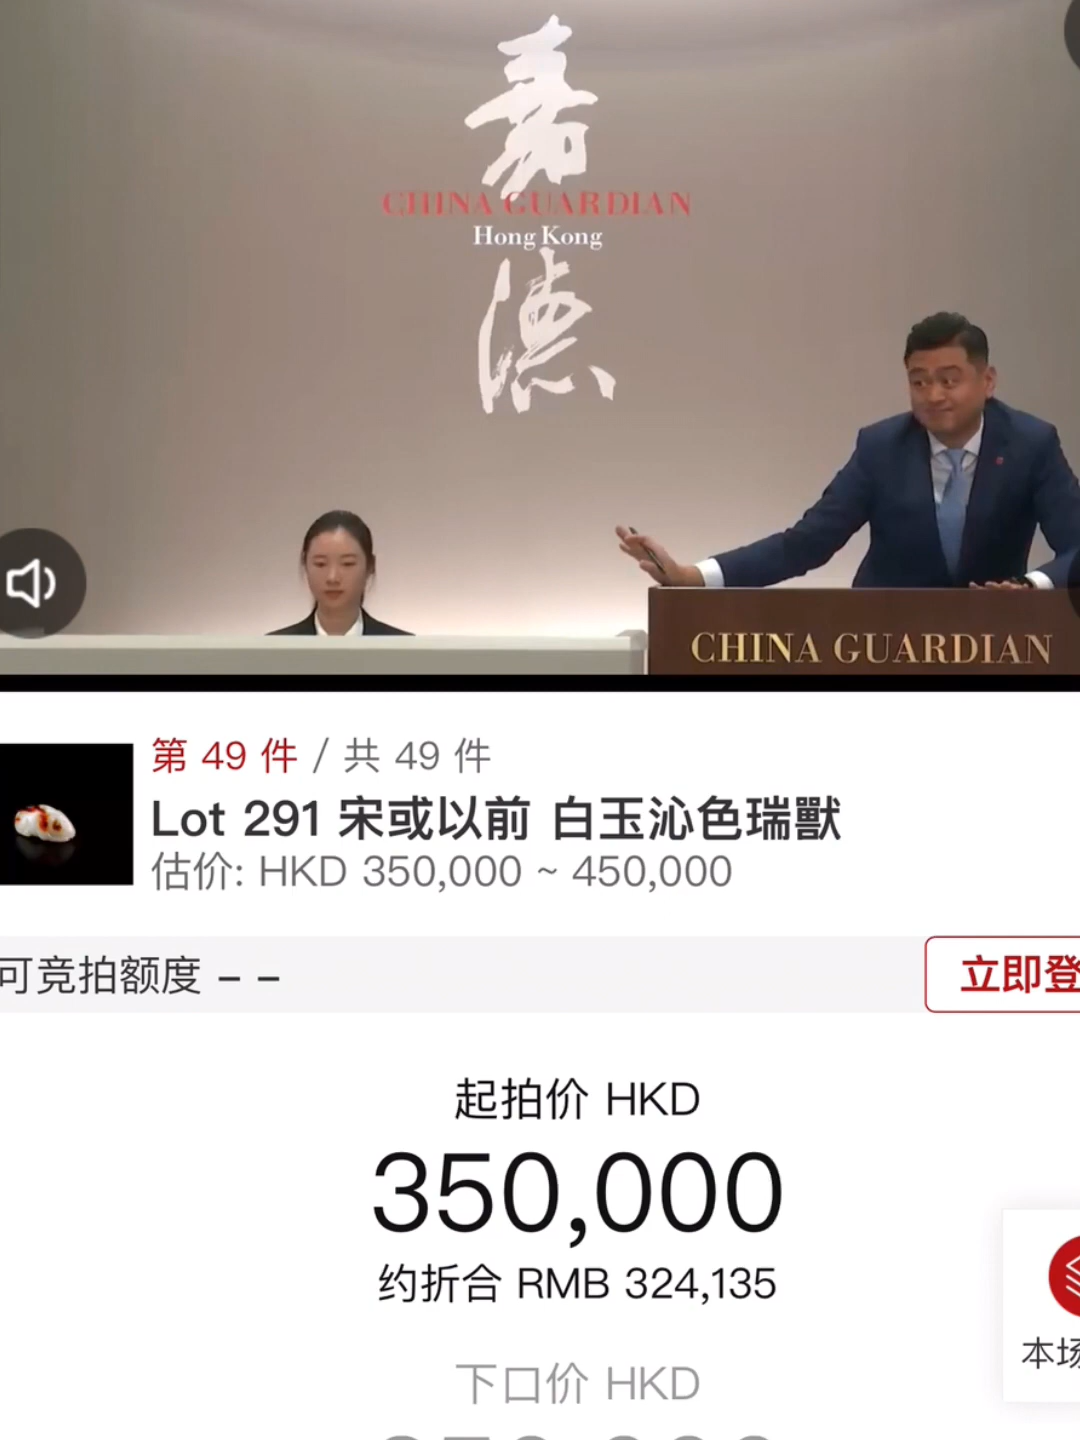 嘉
CHINA GUARDIAN
Hong Kong
德
CHINA GUARDIAN
第 49 件 / 共 49 件
Lot 291 宋或以前 白玉沁色瑞獸
估价: HKD 350,000 ~ 450,000
可竞拍额度 – –
立即登
起拍价 HKD
350,000
约折合 RMB 324,135
本场
下口价 HKD